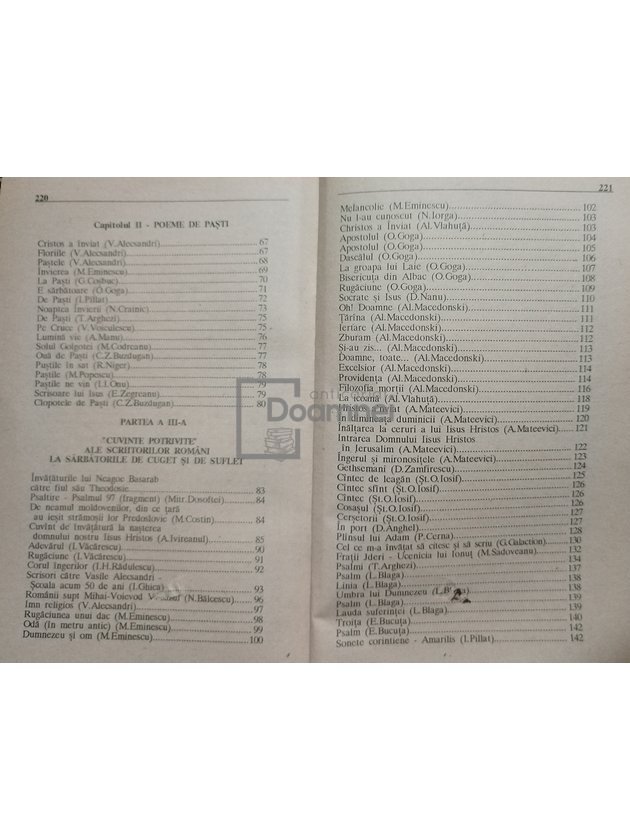 220
Capitolul II - POEME DE PAŞTI
Cristos a înviat (V.Alecsandri) 67
Floriile (V.Alecsandri) 67
Paştele (V.Alecsandri) 68
Învierea (M.Eminescu) 69
La Paşti (G.Coşbuc) 70
E sărbătoare (O.Goga) 71
De Paşti (I.Pillat) 72
Noaptea Învierii (N.Crainic) 73
De Paşti (T.Arghezi) 75
Pe Cruce (V.Voiculescu) 75
Lumină vie (A.Manu) 76
Solul Golgotei (M.Codreanu) 77
Ouă de Paşti (C.Z.Buzdugan) 77
Paştile în sat (R.Niger) 78
Paştile (M.Popescu) 78
Paştile ne vin (I.I.Onu) 79
Scrisoare lui Isus (E.Zegreanu) 79
Clopotele de Paşti (C.Z.Buzdugan) 80
PARTEA A III-A
"CUVINTE POTRIVITE"
ALE SCRIITORILOR ROMÂNI
LA SĂRBĂTORILE DE CUGET ŞI DE SUFLET
Învăţăturile lui Neagoe Basarab
către fiul său Theodosie 83
Psaltire - Psalmul 97 (fragment) (Mitr.Dosoftei) 84
De neamul moldovenilor, din ce ţară
au ieşit strămoşii lor Predoslovie (M.Costin) 84
Cuvînt de învăţătură la naşterea
domnului nostru Iisus Hristos (A.Ivireanul) 85
Adevărul (I.Văcărescu) 90
Rugăciune (I.Văcărescu) 91
Corul îngerilor (I.H.Rădulescu) 92
Scrisori către Vasile Alecsandri -
Şcoala acum 50 de ani (I.Ghica) 93
Românii supt Mihai-Voievod Viteazul (N.Bălcescu) 96
Imn religios (V.Alecsandri) 97
Rugăciunea unui dac (M.Eminescu) 98
Odă (în metru antic) (M.Eminescu) 99
Dumnezeu şi om (M.Eminescu) 100
221
Melancolie (M.Eminescu) 102
Nu l-au cunoscut (N.Iorga) 103
Christos a Înviat (Al.Vlahuţă) 103
Apostolul (O.Goga) 104
Apostolul (O.Goga) 105
Dascălul (O.Goga) 106
La groapa lui Laie (O.Goga) 107
Bisericuţa din Albac (O.Goga) 108
Rugăciune (O.Goga) 109
Socrate şi Isus (D.Nanu) 110
Oh! Doamne (Al.Macedonski) 111
Ţărîna (Al.Macedonski) 111
Iertare (Al.Macedonski) 112
Zburam (Al.Macedonski) 112
Şi-au zis... (Al.Macedonski) 113
Doamne, toate... (Al.Macedonski) 113
Excelsior (Al.Macedonski) 114
Providenţa (Al.Macedonski) 114
Filozofia morţii (Al.Macedonski) 116
La icoană (Al.Vlahuţă) 118
(A.Mateevici) 119
În dimineaţa duminicii (A.Mateevici) 120
Înălţarea la ceruri a lui Iisus Hristos (A.Mateevici) 121
Intrarea Domnului Iisus Hristos
în Ierusalim (A.Mateevici) 122
Îngerul şi mironosiţele (A.Mateevici) 123
Gethsemani (D.Zamfirescu) 124
Cîntec de leagăn (Şt.O.Iosif) 125
Cîntec sfînt (Şt.O.Iosif) 126
Cîntec (Şt.O.Iosif) 126
Cosaşul (Şt.O.Iosif) 126
Cerşetorii (Şt.O.Iosif) 127
În port (D.Anghel) 127
Plînsul lui Adam (P.Cerna) 128
Cel ce m-a învăţat să citesc şi să scriu (G.Galaction) 130
Fraţii Jderi - Ucenicia lui Ionuţ (M.Sadoveanu) 132
Psalmi (T.Arghezi) 134
Psalm (L.Blaga) 137
Linia (L.Blaga) 138
Umbra lui Dumnezeu (L.Blaga) 138
Psalm (L.Blaga) 139
Lauda suferinţei (L.Blaga) 139
Troiţa (E.Bucuţa) 140
Psalm (E.Bucuţa) 142
Sonete corintiene - Amarilis (I.Pillat) 142
Doamnei